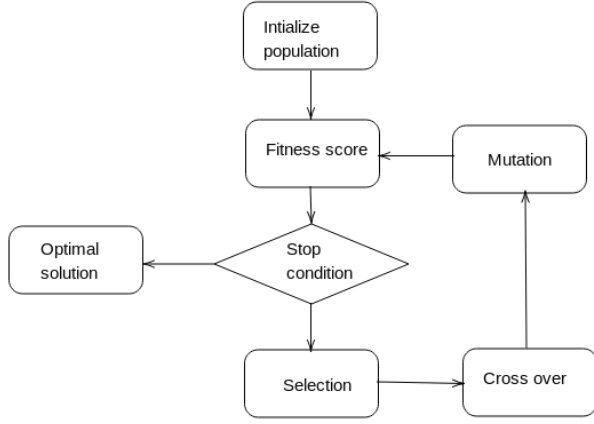 Intialize
population
Fitness score
Mutation
Optimal
solution
Stop
condition
Selection
Cross over